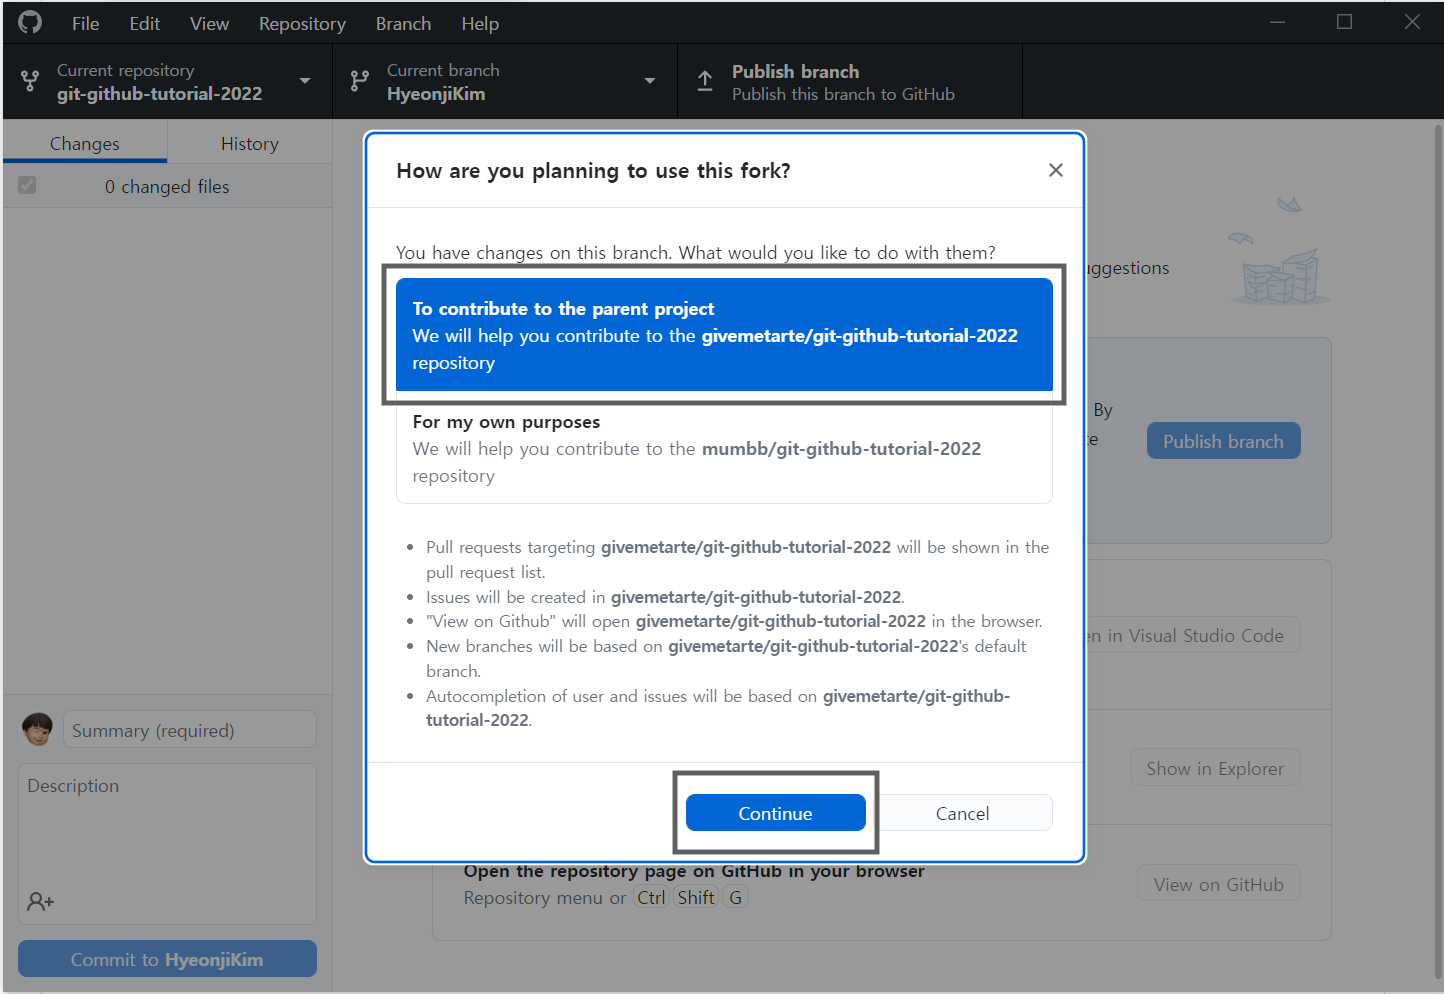 File Edit View Repository Branch Help
Current repository
git-github-tutorial-2022
Current branch
HyeonjiKim
Publish branch
Publish this branch to GitHub
Changes
History
0 changed files
How are you planning to use this fork?
You have changes on this branch. What would you like to do with them?
To contribute to the parent project
We will help you contribute to the givemetarte/git-github-tutorial-2022
repository
For my own purposes
We will help you contribute to the mumbb/git-github-tutorial-2022
repository
• Pull requests targeting givemetarte/git-github-tutorial-2022 will be shown in the
pull request list.
• Issues will be created in givemetarte/git-github-tutorial-2022.
• "View on Github" will open givemetarte/git-github-tutorial-2022 in the browser.
• New branches will be based on givemetarte/git-github-tutorial-2022's default
branch.
• Autocompletion of user and issues will be based on givemetarte/git-github-
tutorial-2022.
Continue
Cancel
By
Publish branch
in Visual Studio Code
Show in Explorer
Open the repository page on GitHub in your browser
Repository menu or Ctrl Shift G
View on GitHub
Summary (required)
Description
Commit to HyeonjiKim